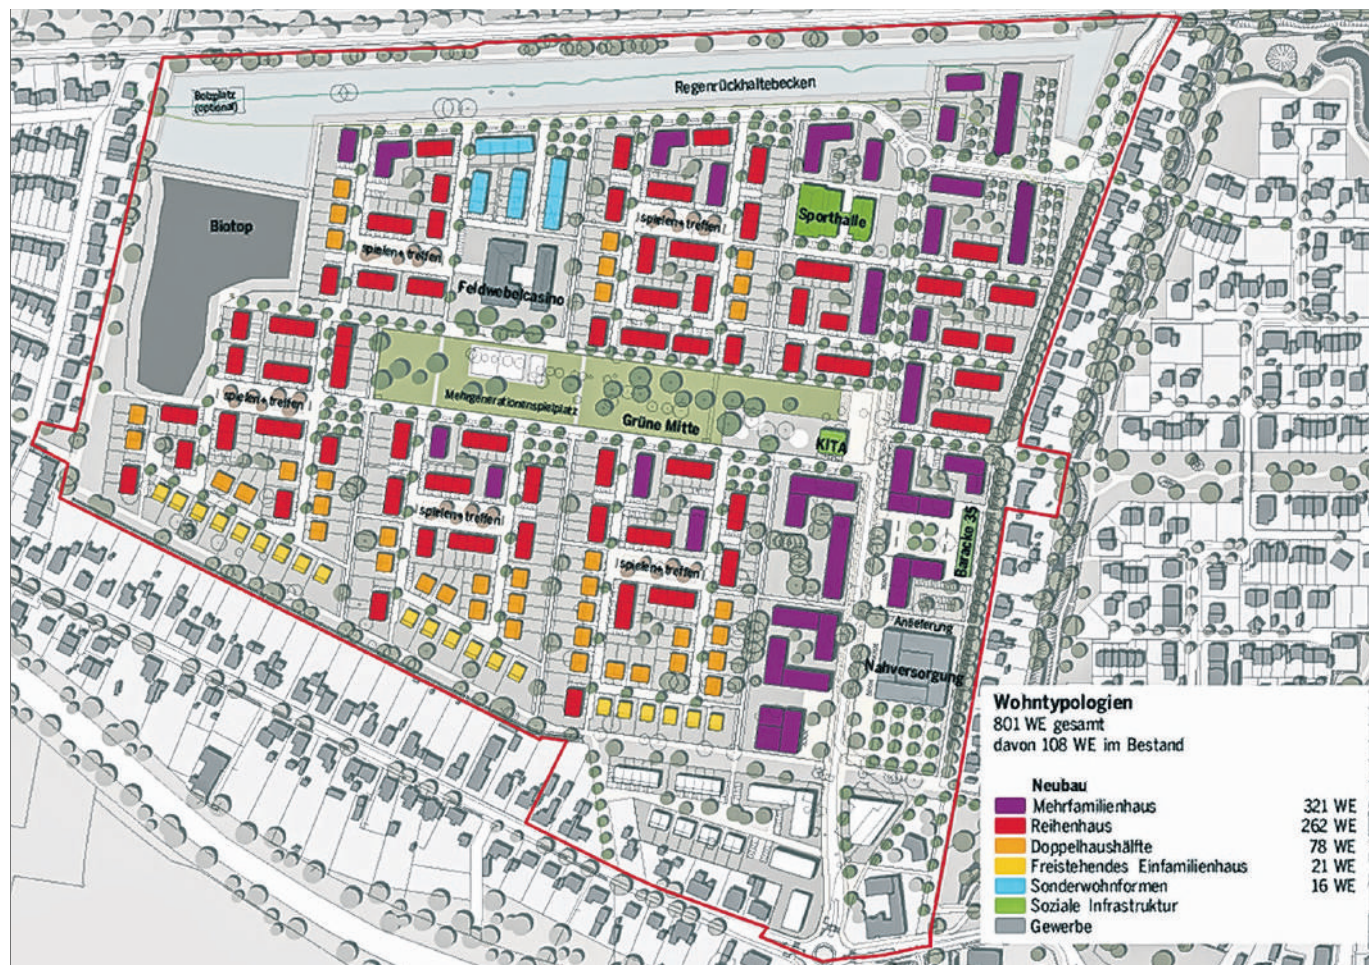 Regenrückhaltebecken
Bolzplatz
(optional)
Biotop
Sporthalle
spielen+ treffen
spielen+ treffen
Feldwebelcasino
spielen+ treffen
Mehrgenerationenspielplatz
Grüne Mitte
KITA
spielen+ treffen
Baracke 35
spielen+ treffen
Anlieferung
Nahversorgung
Wohntypologien
801 WE gesamt
davon 108 WE im Bestand
Neubau
Mehrfamilienhaus 321 WE
Reihenhaus 262 WE
Doppelhaushälfte 78 WE
Freistehendes Einfamilienhaus 21 WE
Sonderwohnformen 16 WE
Soziale Infrastruktur
Gewerbe